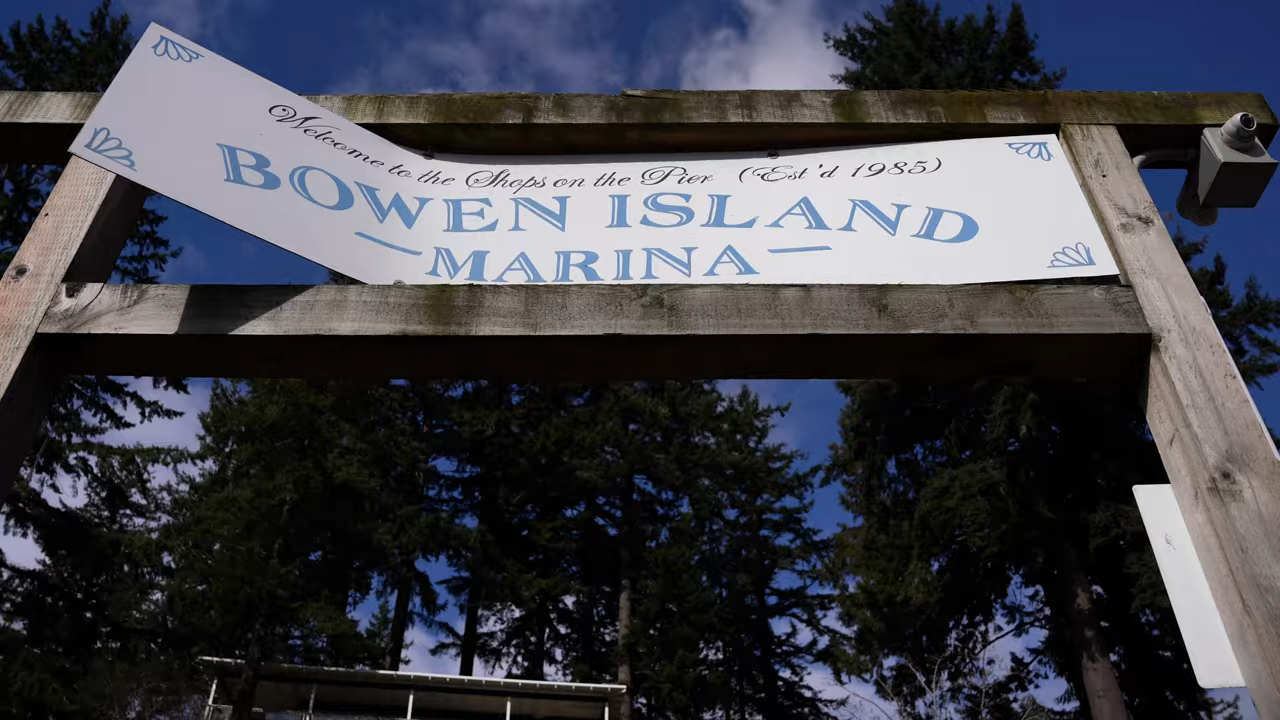 Welcome to the Shops on the Pier (Est'd 1985)
BOWEN ISLAND
MARINA